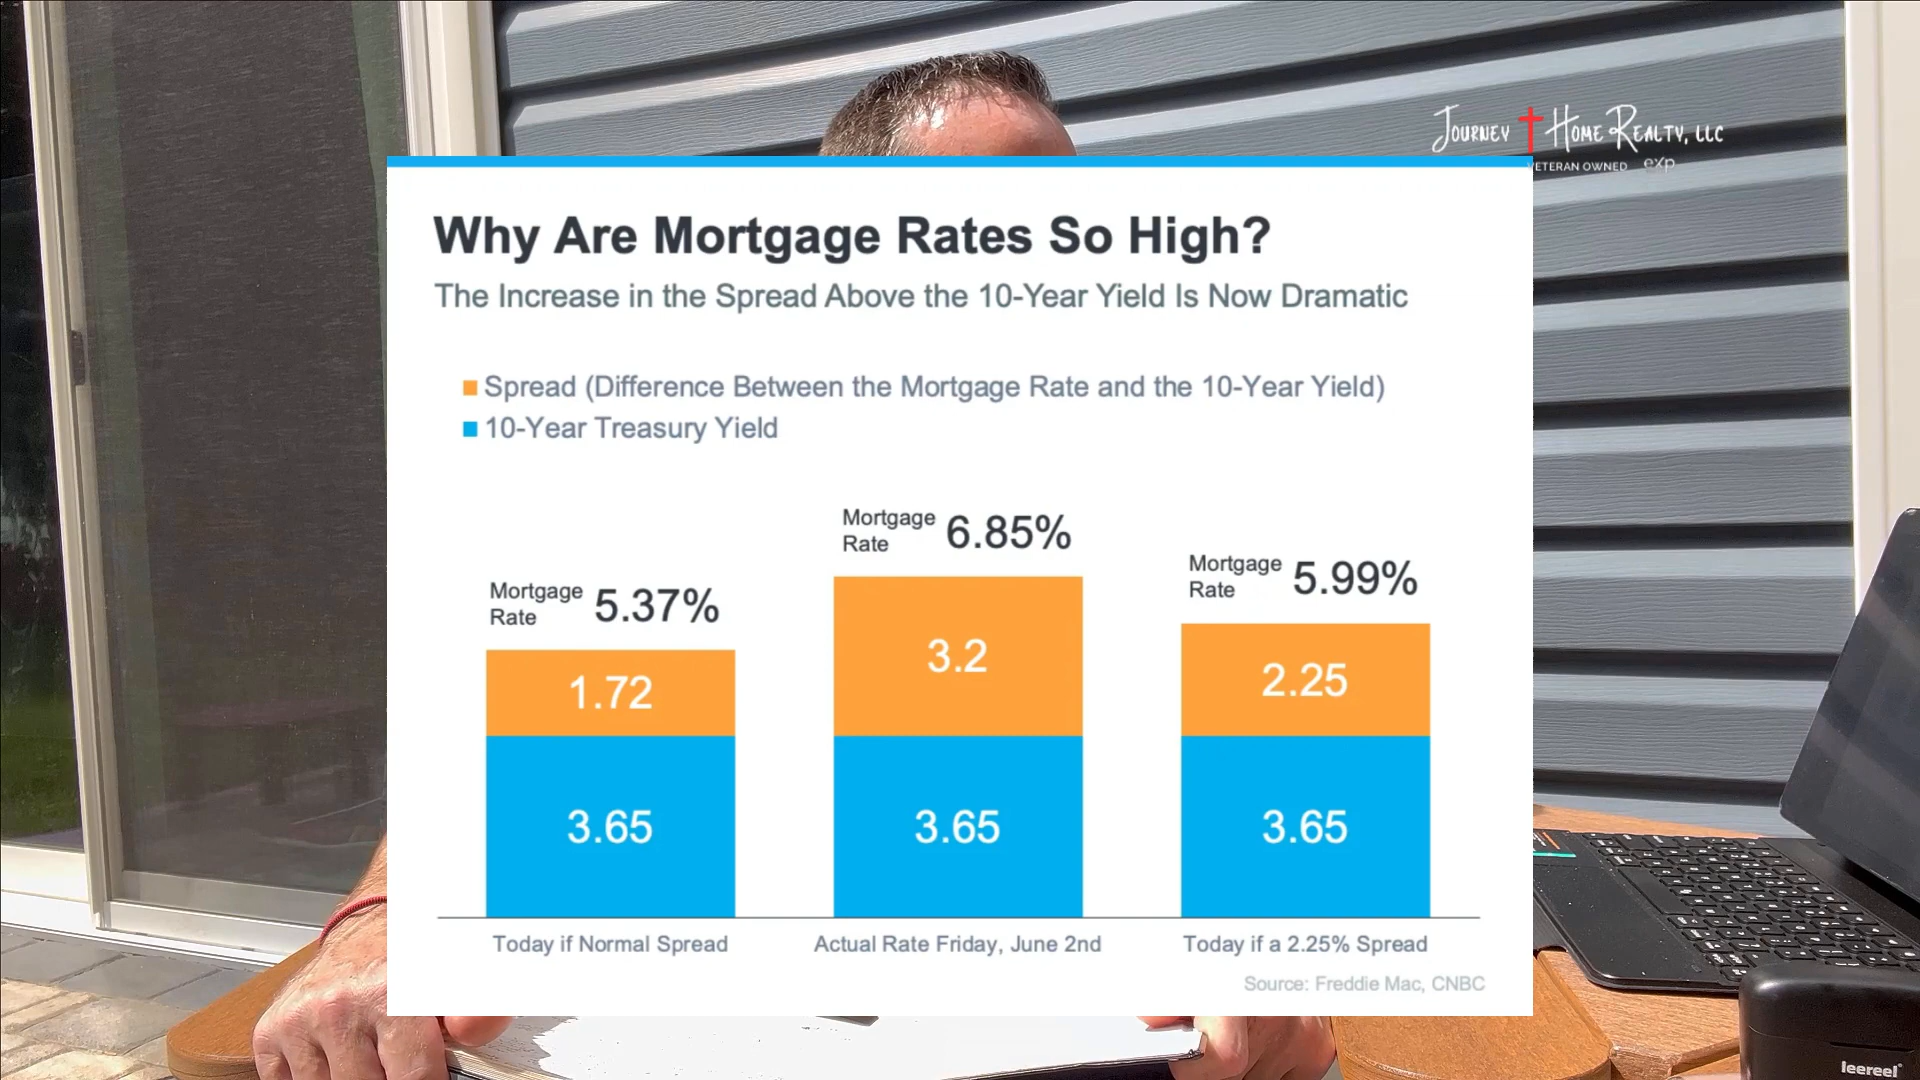 JOURNEY HOME REALTY, LLC
VETERAN OWNED exp
Why Are Mortgage Rates So High?
The Increase in the Spread Above the 10-Year Yield Is Now Dramatic
Spread (Difference Between the Mortgage Rate and the 10-Year Yield)
10-Year Treasury Yield
Mortgage
Rate
5.37%
Mortgage
Rate
6.85%
Mortgage
Rate
5.99%
1.72
3.2
2.25
3.65
3.65
3.65
Today if Normal Spread
Actual Rate Friday, June 2nd
Today if a 2.25% Spread
Source: Freddie Mac, CNBC
leereel